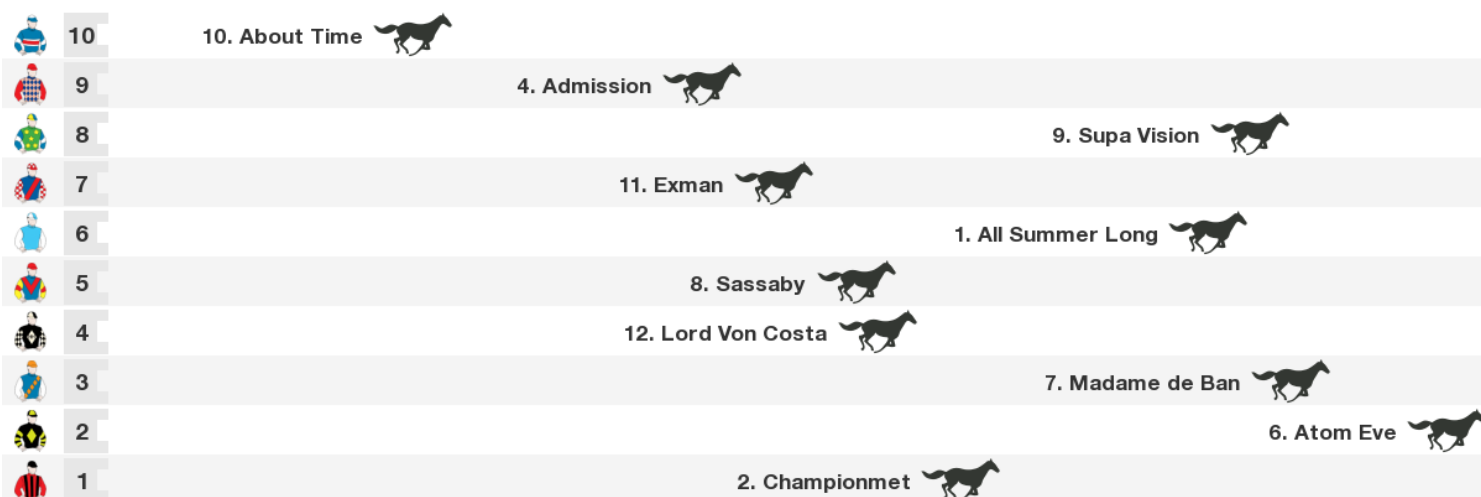 10 10. About Time
9 4. Admission
8 9. Supa Vision
7 11. Exman
6 1. All Summer Long
5 8. Sassaby
4 12. Lord Von Costa
3 7. Madame de Ban
2 6. Atom Eve
1 2. Championmet